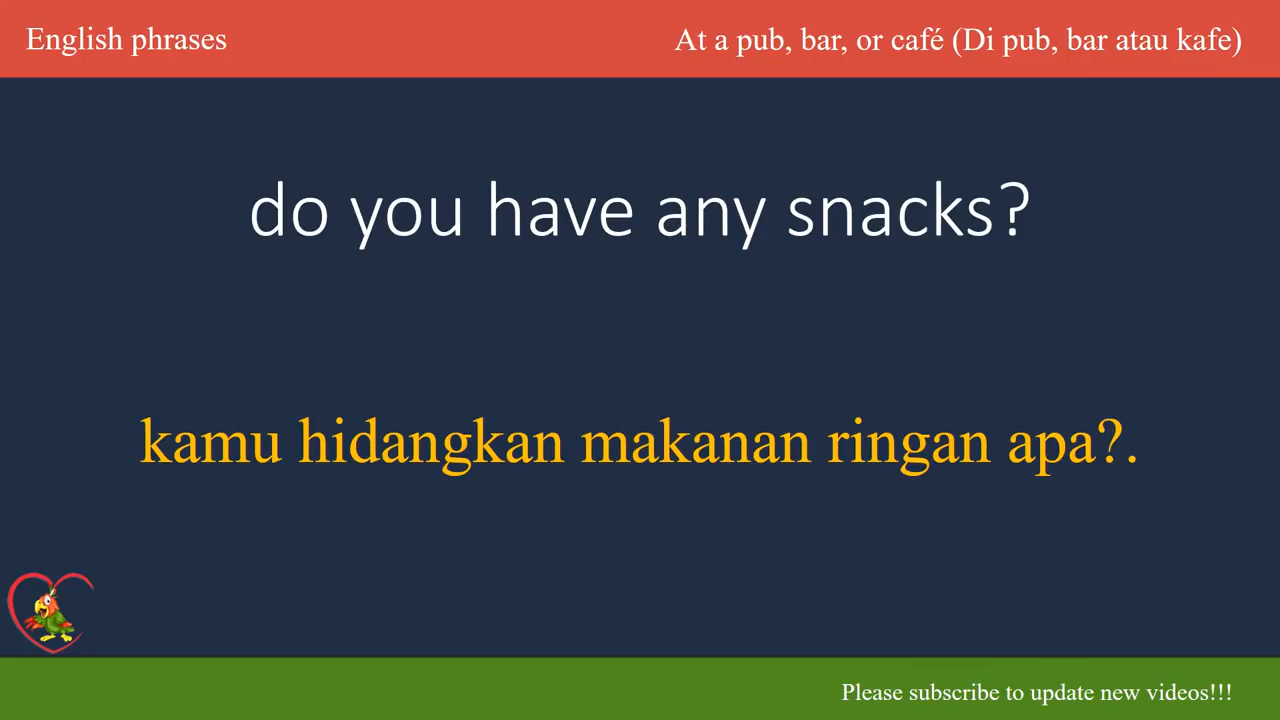 English phrases
At a pub, bar, or café (Di pub, bar atau kafe)
do you have any snacks?
kamu hidangkan makanan ringan apa?.
Please subscribe to update new videos!!!